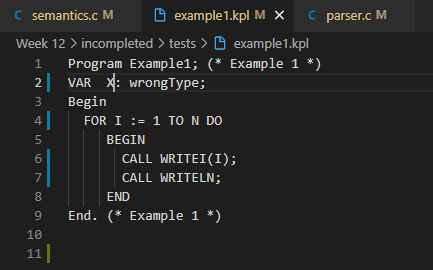 semantics.c M example1.kpl M × parser.c M
Week 12 > incompleted > tests > example1.kpl
1 Program Example1; (* Example 1 *)
2 VAR  X: wrongType;
3 Begin
4   FOR I := 1 TO N DO
5      BEGIN
6        CALL WRITEI(I);
7        CALL WRITELN;
8      END
9 End. (* Example 1 *)
10
11